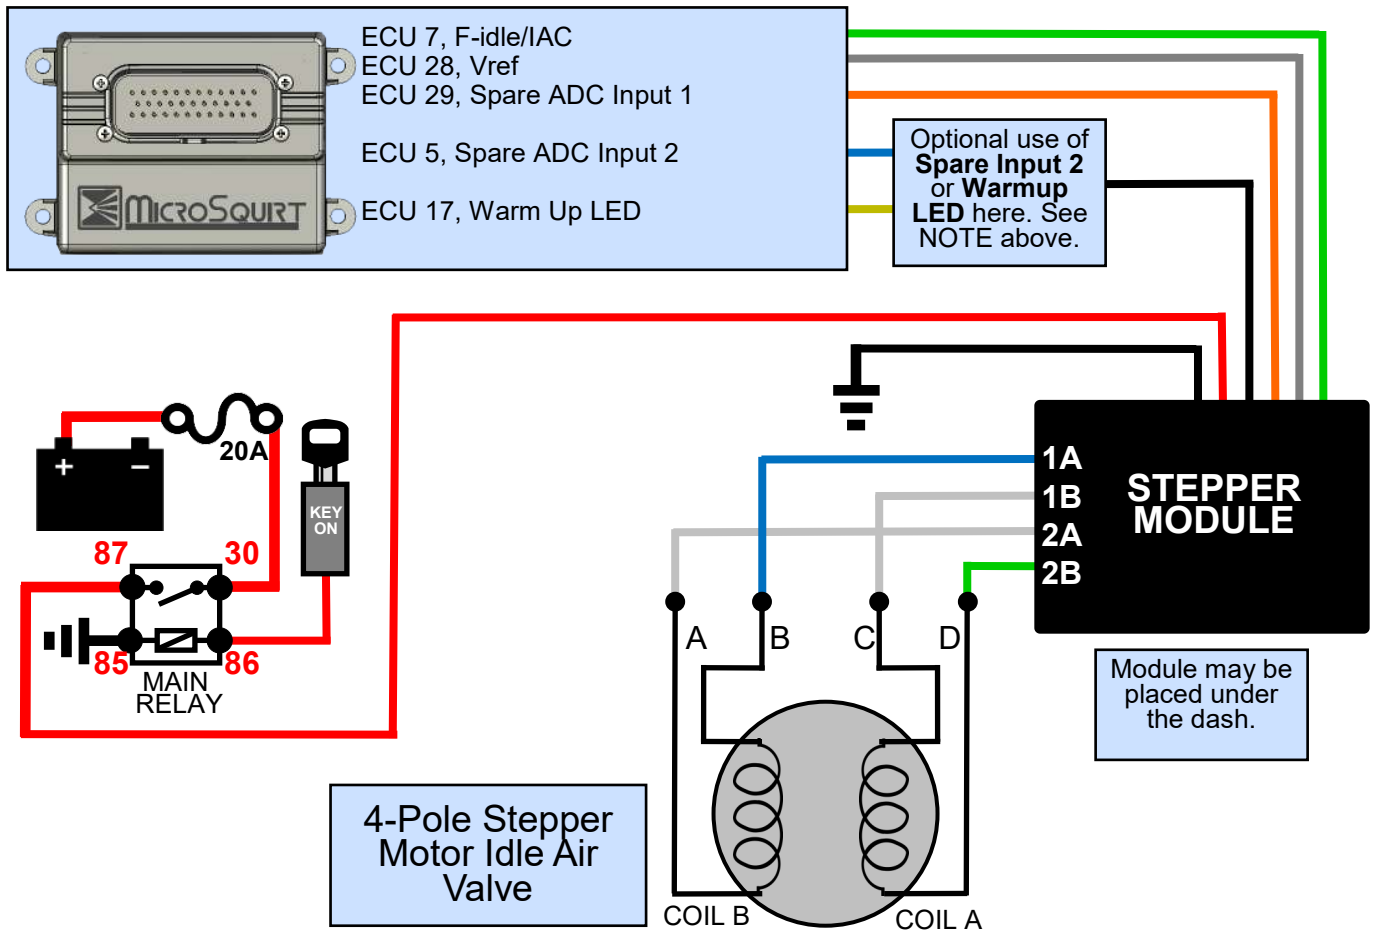 ECU 7, F-idle/IAC
ECU 28, Vref
ECU 29, Spare ADC Input 1
ECU 5, Spare ADC Input 2
ECU 17, Warm Up LED
MICROSQUIRT
Optional use of
Spare Input 2
or Warmup
LED here. See
NOTE above.
20A
+ −
KEY
ON
87
30
85
86
MAIN
RELAY
1A
1B
2A
2B
STEPPER
MODULE
A
B
C
D
Module may be
placed under
the dash.
4-Pole Stepper
Motor Idle Air
Valve
COIL B
COIL A